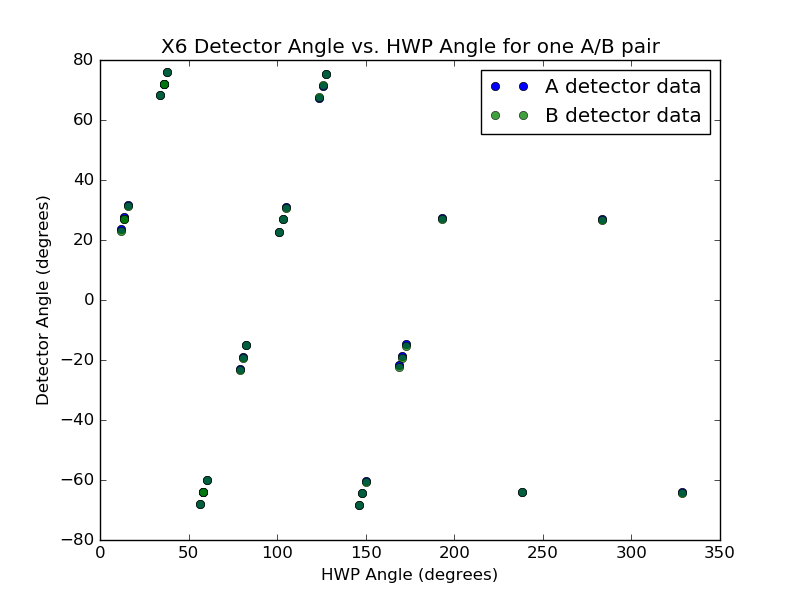 X6 Detector Angle vs. HWP Angle for one A/B pair
A detector data
B detector data
80
60
40
20
0
−20
−40
−60
−80
Detector Angle (degrees)
0 50 100 150 200 250 300 350
HWP Angle (degrees)